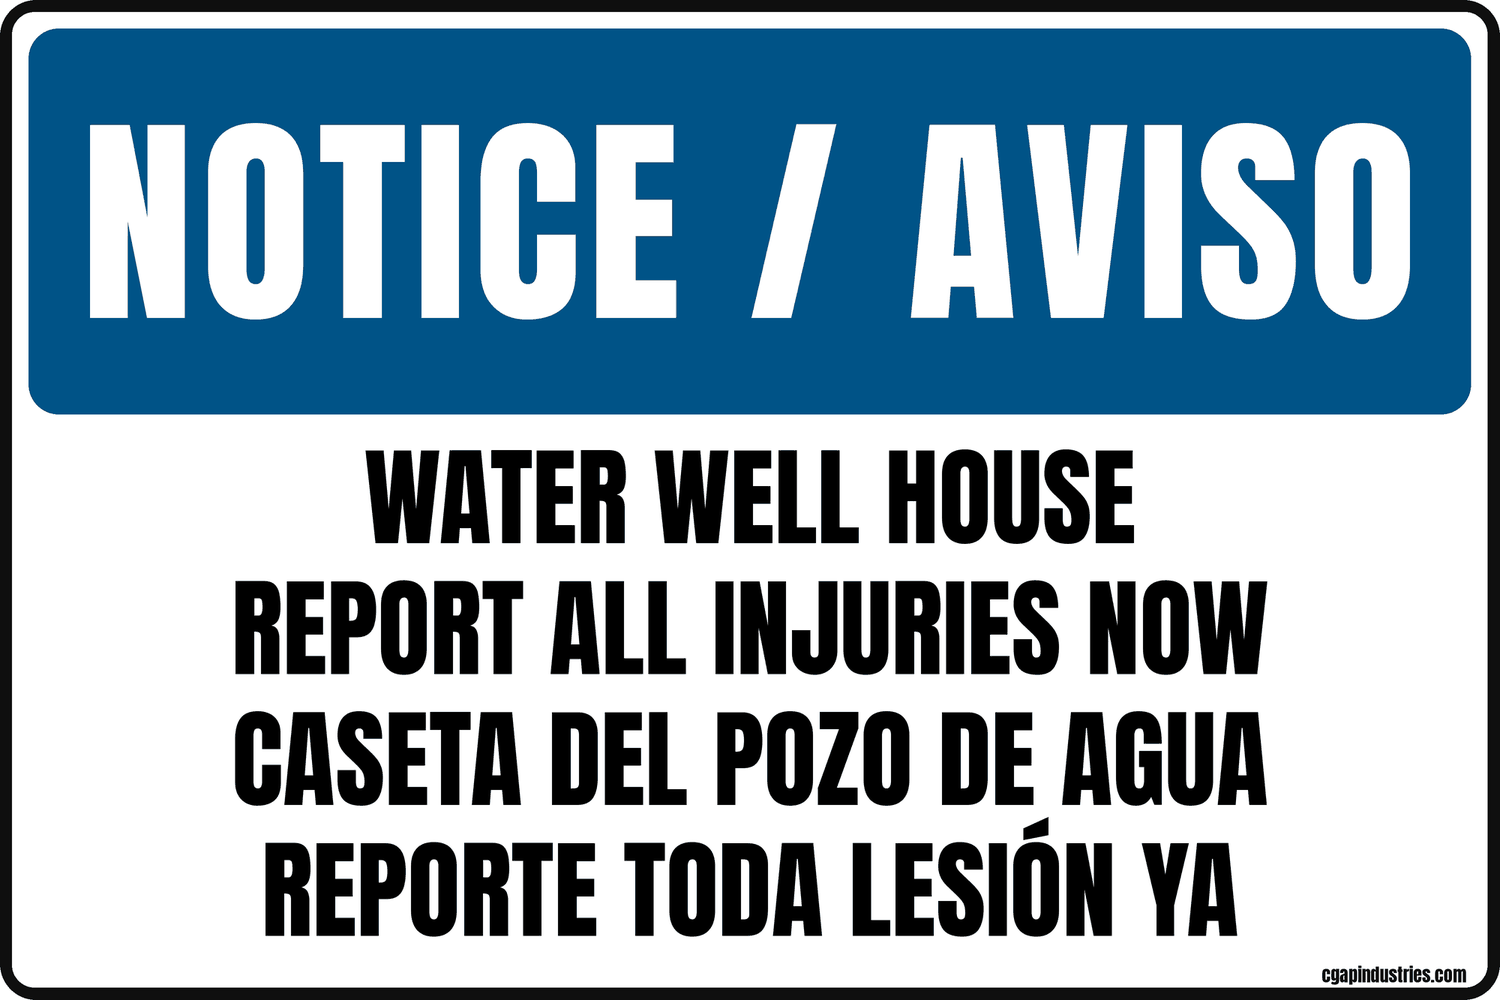 NOTICE / AVISO
WATER WELL HOUSE
REPORT ALL INJURIES NOW
CASETA DEL POZO DE AGUA
REPORTE TODA LESIÓN YA
cgapindustries.com